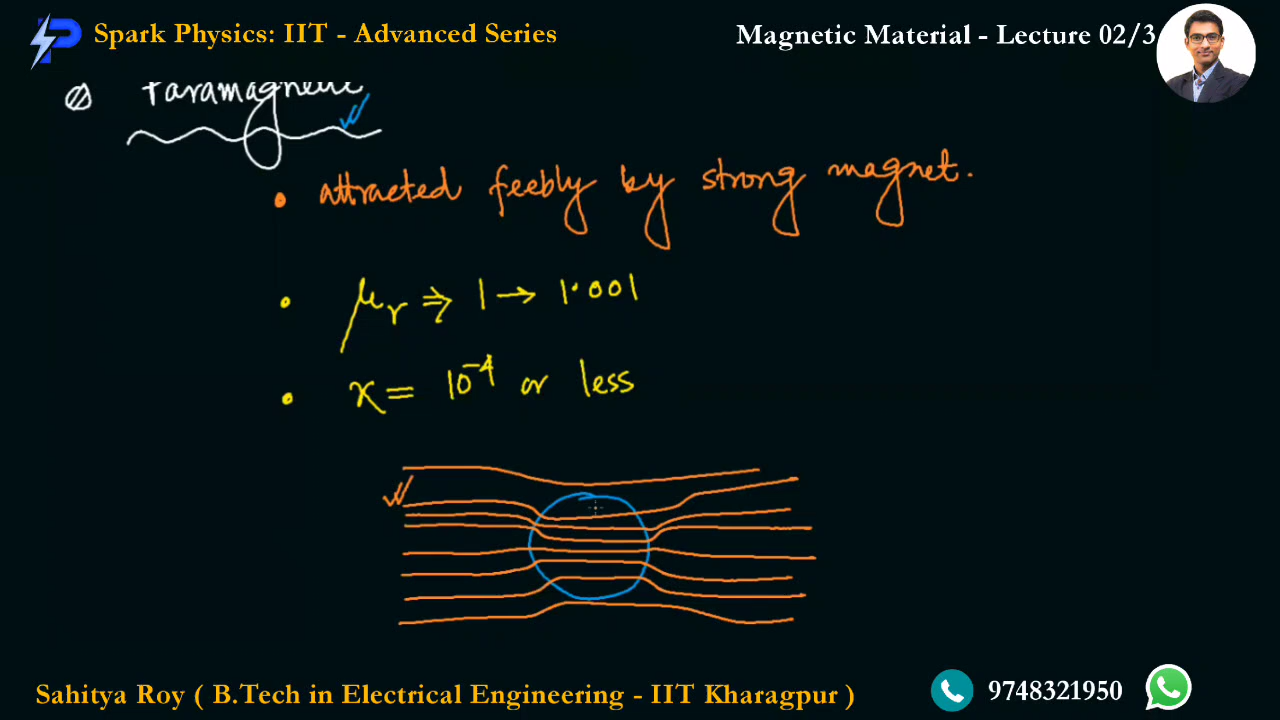 Spark Physics: IIT - Advanced Series
Magnetic Material - Lecture 02/3
Paramagnetic
• attracted feebly by strong magnet.
• μr ⇒ 1 → 1.001
• χ = 10⁻⁴ or less
Sahitya Roy ( B.Tech in Electrical Engineering - IIT Kharagpur )
9748321950